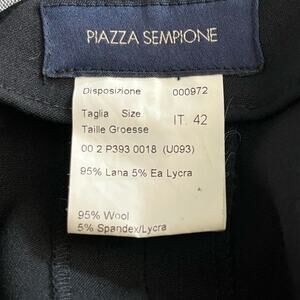 PIAZZA SEMPIONE
Disposizione 000972
Taglia Size
Taille Groesse
IT. 42
00 2 P393 0018 (U093)
95% Lana 5% Ea Lycra
95% Wool
5% Spandex/Lycra